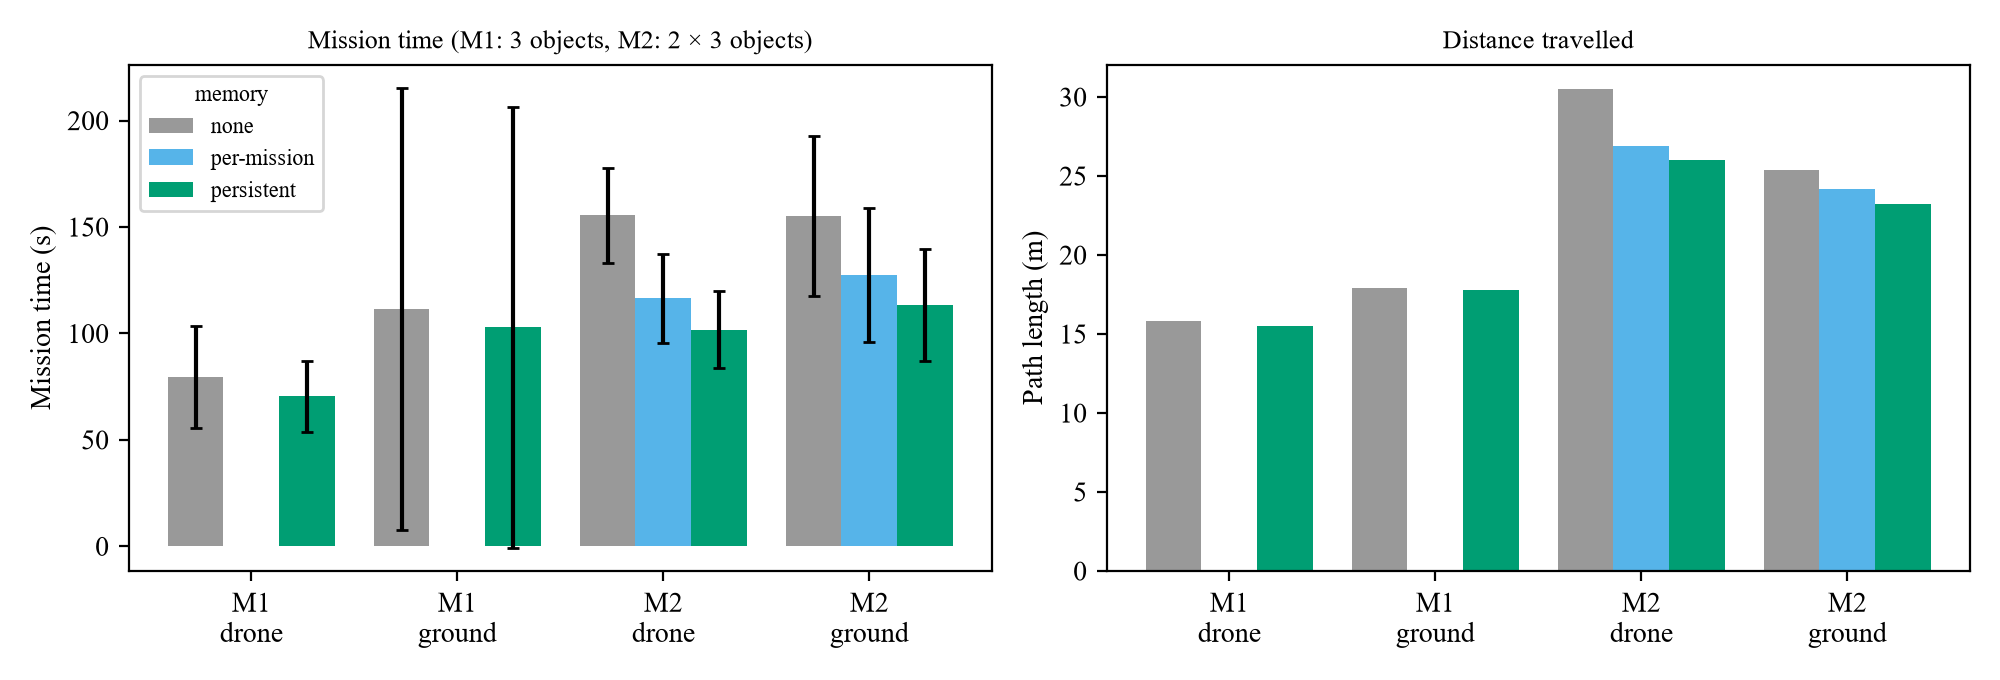 Mission time (M1: 3 objects, M2: 2 × 3 objects)
memory
none
per-mission
persistent
Mission time (s)
200
150
100
50
0
M1
drone
M1
ground
M2
drone
M2
ground
Distance travelled
Path length (m)
30
25
20
15
10
5
0
M1
drone
M1
ground
M2
drone
M2
ground